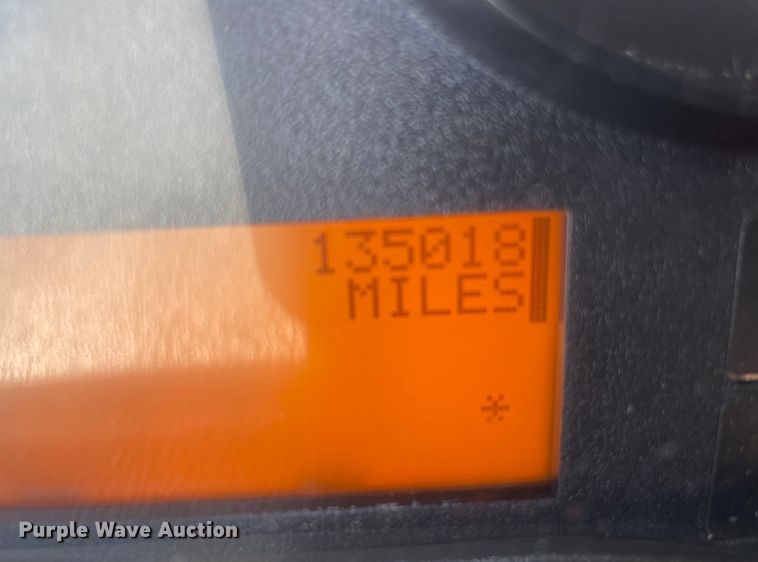 135018
MILES
*
Purple Wave Auction